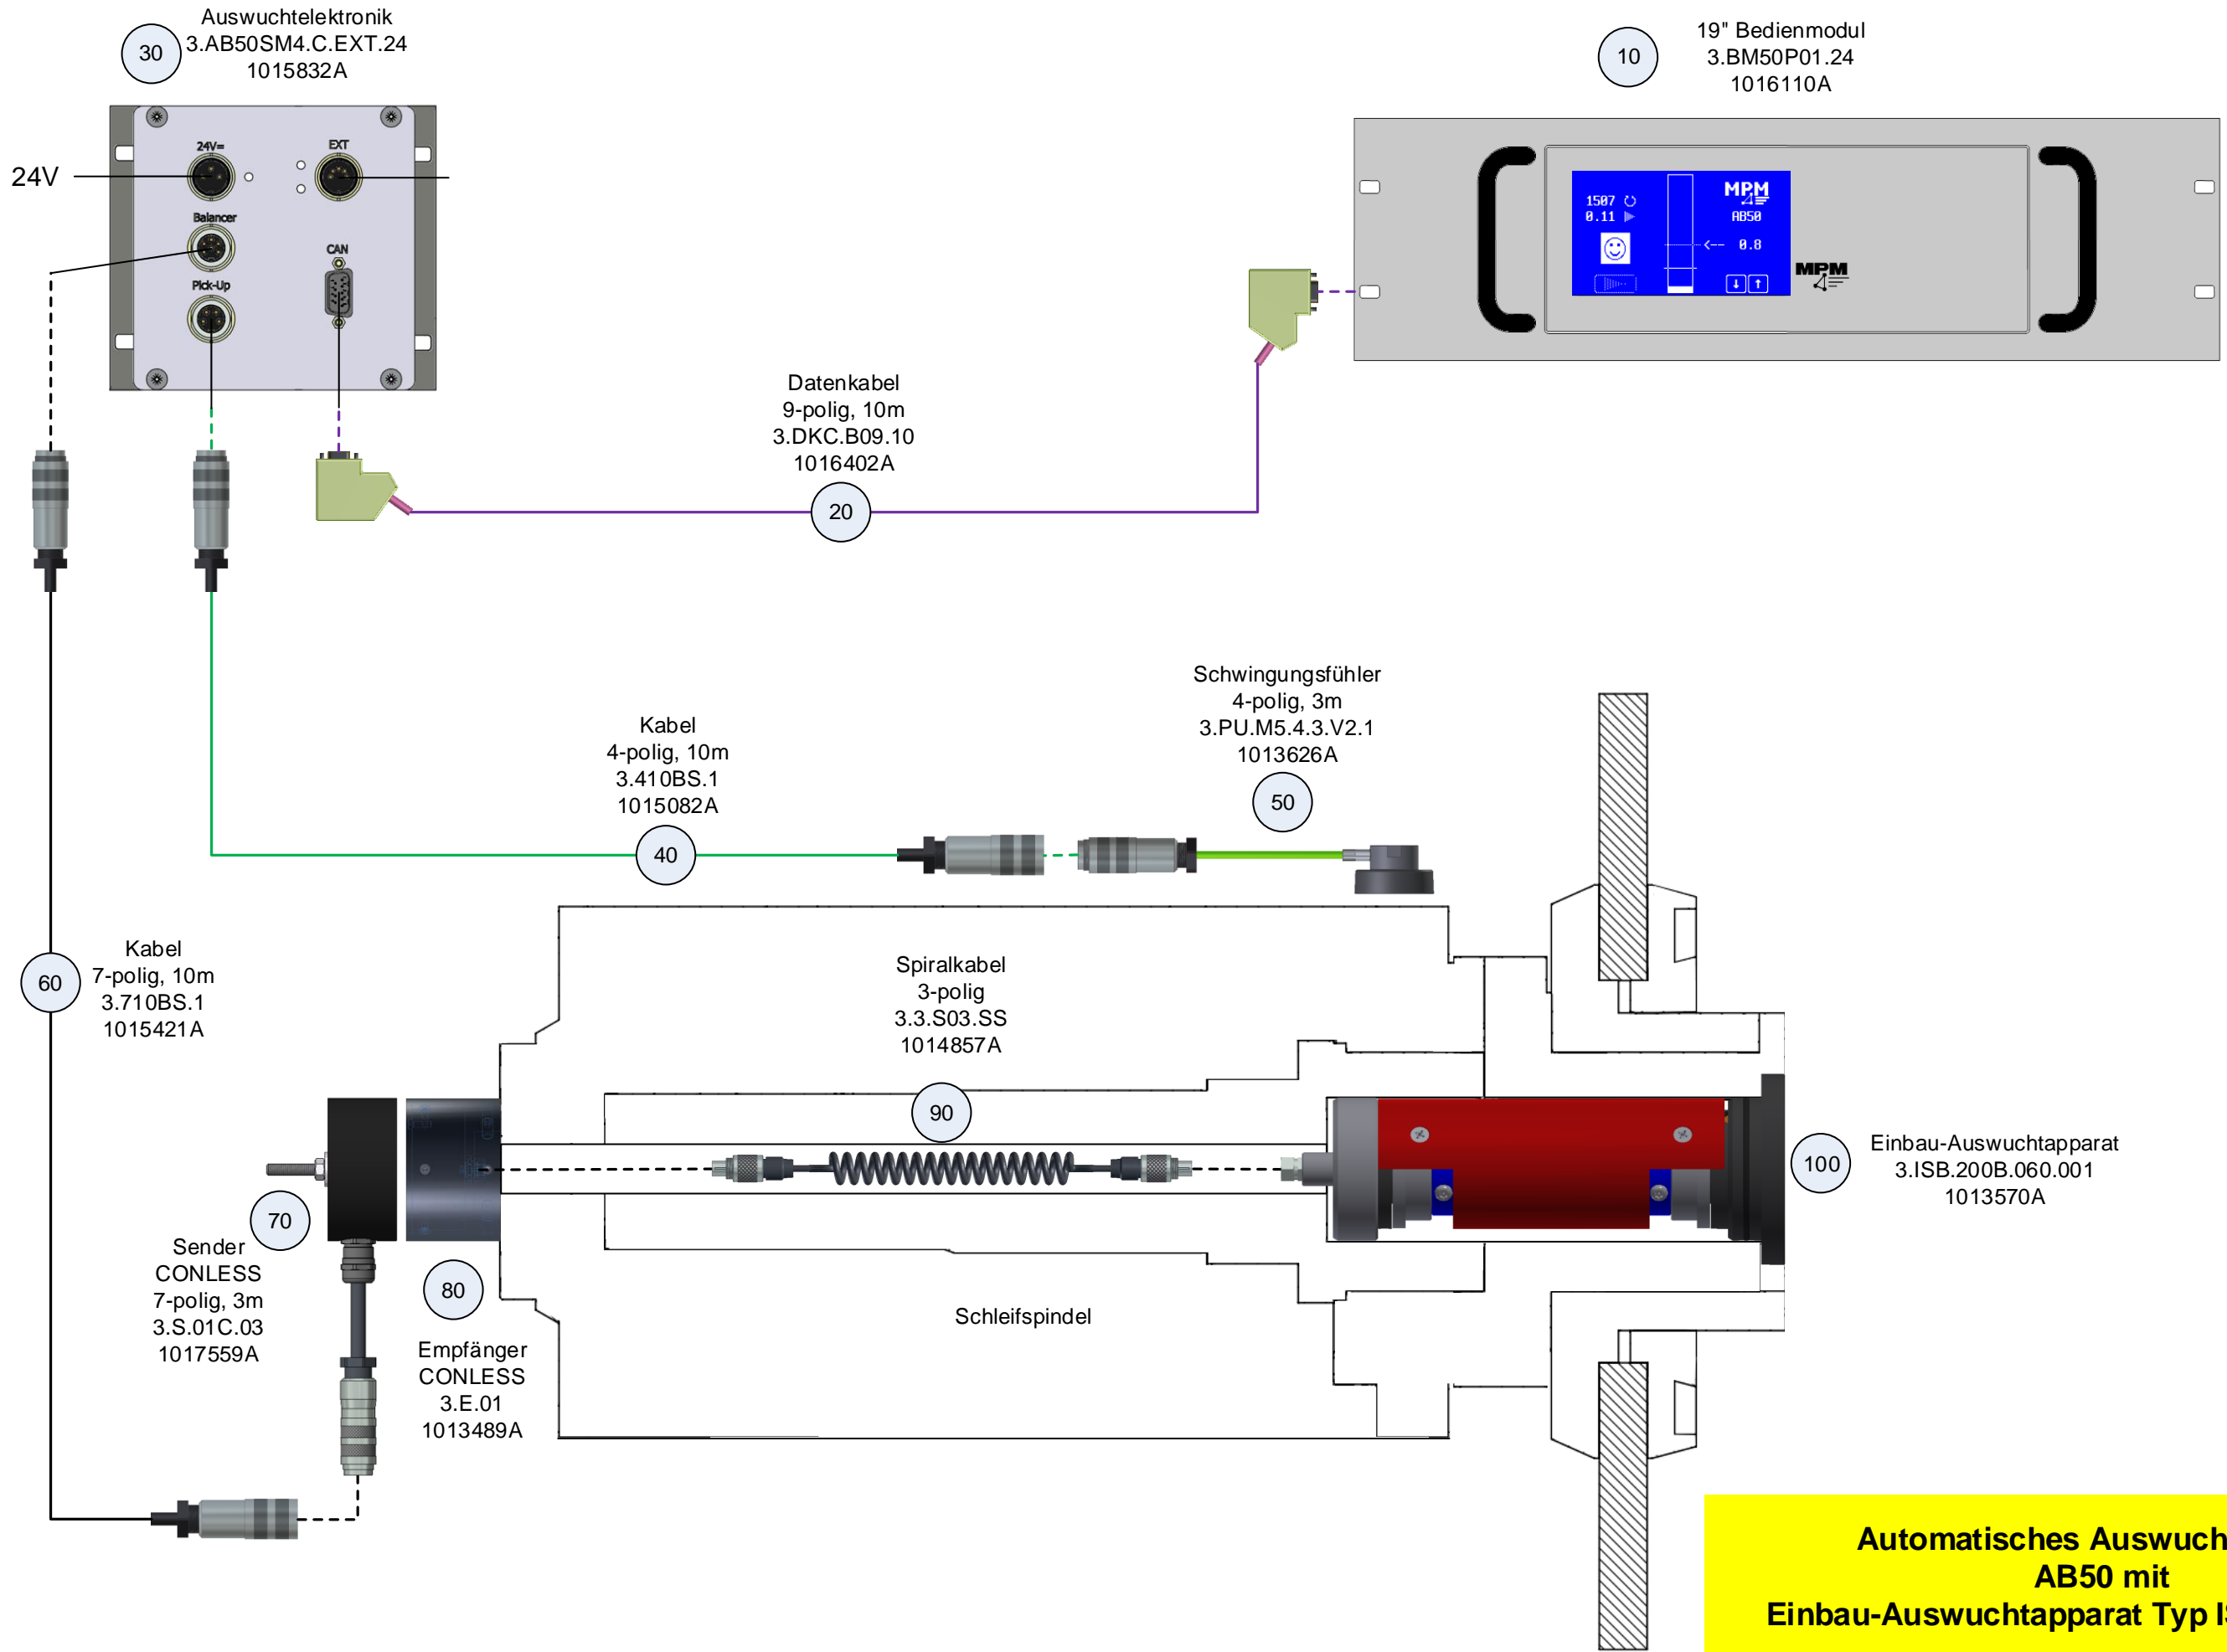 Auswuchtelektronik
3.AB50SM4.C.EXT.24
1015832A
30
19" Bedienmodul
3.BM50P01.24
1016110A
10
24V
24V=
EXT
Balancer
CAN
Pick-Up
1507
0.11
MPM
AB50
<-- 0.8
MPM
Datenkabel
9-polig, 10m
3.DKC.B09.10
1016402A
20
Schwingungsfühler
4-polig, 3m
3.PU.M5.4.3.V2.1
1013626A
50
Kabel
4-polig, 10m
3.410BS.1
1015082A
40
Kabel
7-polig, 10m
3.710BS.1
1015421A
60
Spiralkabel
3-polig
3.3.S03.SS
1014857A
90
100
Einbau-Auswuchtapparat
3.ISB.200B.060.001
1013570A
70
Sender
CONLESS
7-polig, 3m
3.S.01C.03
1017559A
80
Empfänger
CONLESS
3.E.01
1013489A
Schleifspindel
Automatisches Auswuch
AB50 mit
Einbau-Auswuchtapparat Typ